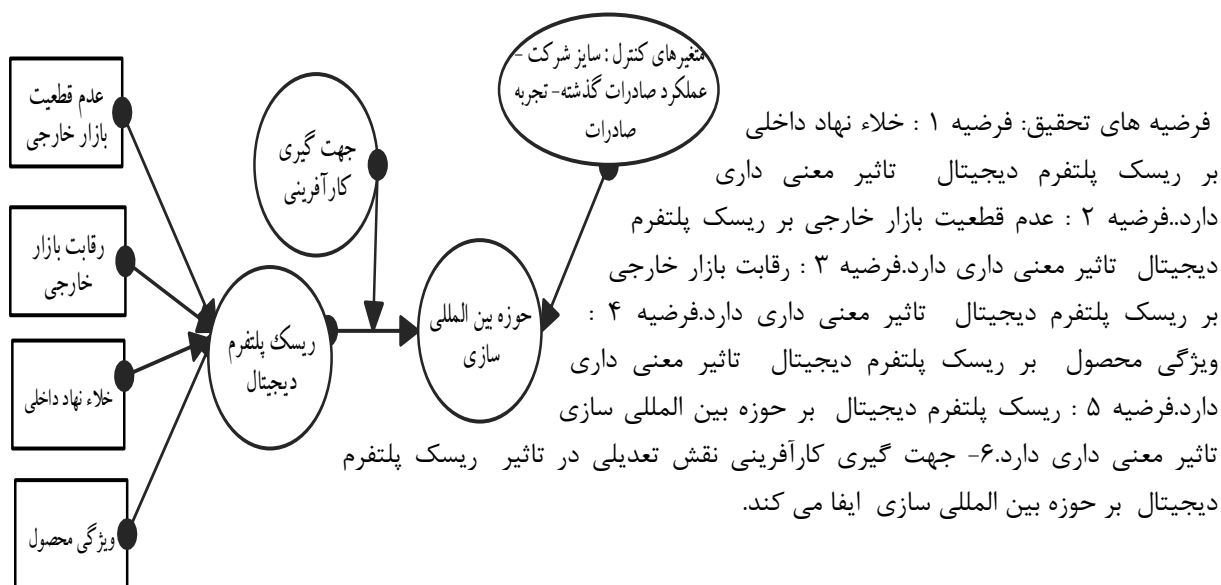 عدم قطعیت
بازار خارجی
رقابت بازار
خارجی
خلاء نهاد داخلی
ویژگی محصول
جهت گیری
کارآفرینی
ریسک پلتفرم
دیجیتال
حوزه بین المللی
سازی
متغیرهای کنترل : سایز شرکت -
عملکرد صادرات گذشته- تجربه
صادرات
فرضیه های تحقیق: فرضیه ۱ : خلاء نهاد داخلی
بر ریسک پلتفرم دیجیتال تاثیر معنی داری
دارد..فرضیه ۲ : عدم قطعیت بازار خارجی بر ریسک پلتفرم
دیجیتال تاثیر معنی داری دارد.فرضیه ۳ : رقابت بازار خارجی
بر ریسک پلتفرم دیجیتال تاثیر معنی داری دارد.فرضیه ۴ :
ویژگی محصول بر ریسک پلتفرم دیجیتال تاثیر معنی داری
دارد.فرضیه ۵ : ریسک پلتفرم دیجیتال بر حوزه بین المللی سازی
تاثیر معنی داری دارد.۶- جهت گیری کارآفرینی نقش تعدیلی در تاثیر ریسک پلتفرم
دیجیتال بر حوزه بین المللی سازی ایفا می کند.